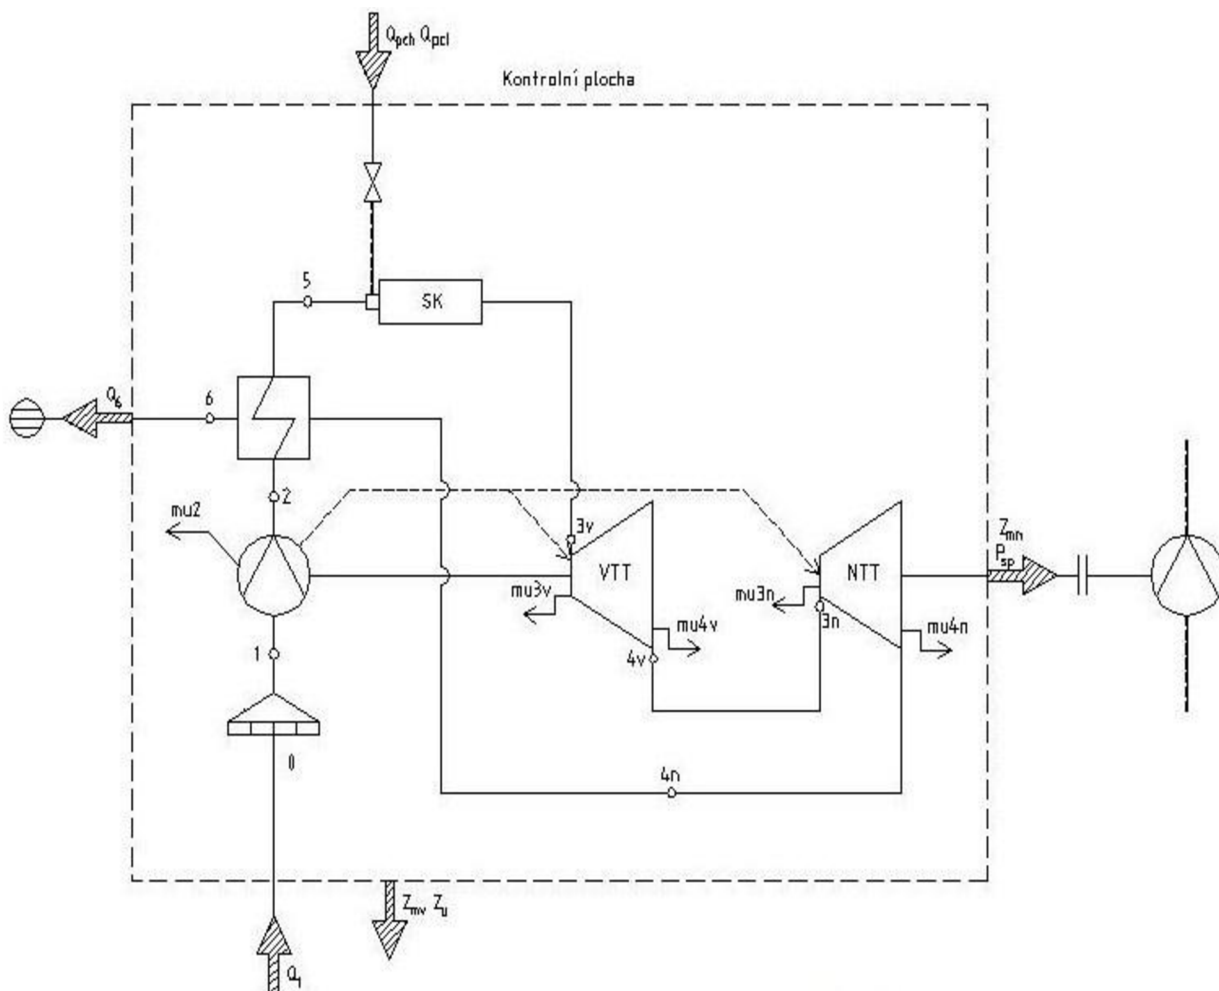 Qpch Qpcl
Kontrolní plocha
5
SK
Q6
6
2
mu2
3v
VTT
NTT
Zmn
Psp
mu3v
mu3n
3n
mu4v
mu4n
1
4v
0
4n
Zmv Zu
Q1